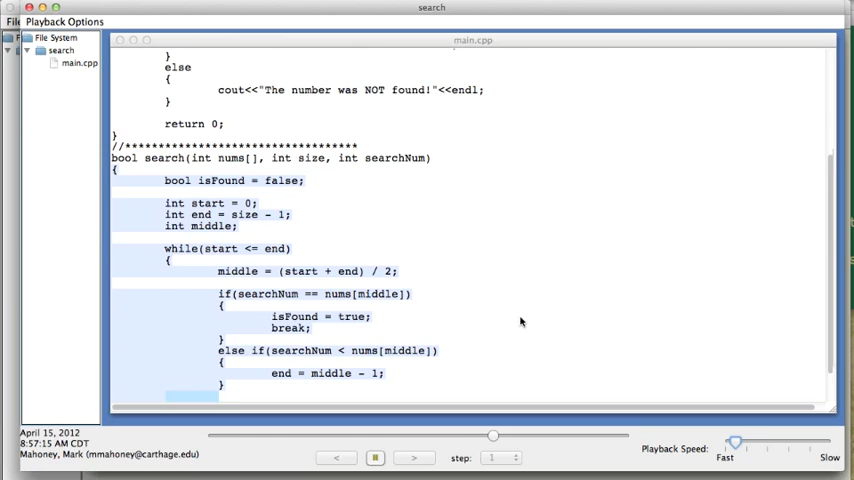 search
File
Playback Options
File System
search
main.cpp
main.cpp
}
else
{
cout<<"The number was NOT found!"<<endl;
}
return 0;
}
//***********************************
bool search(int nums[], int size, int searchNum)
{
bool isFound = false;
int start = 0;
int end = size - 1;
int middle;
while(start <= end)
{
middle = (start + end) / 2;
if(searchNum == nums[middle])
{
isFound = true;
break;
}
else if(searchNum < nums[middle])
{
end = middle - 1;
}
April 15, 2012
8:57:15 AM CDT
Mahoney, Mark (mmahoney@carthage.edu)
< || > step: 1
Playback Speed:
Fast Slow